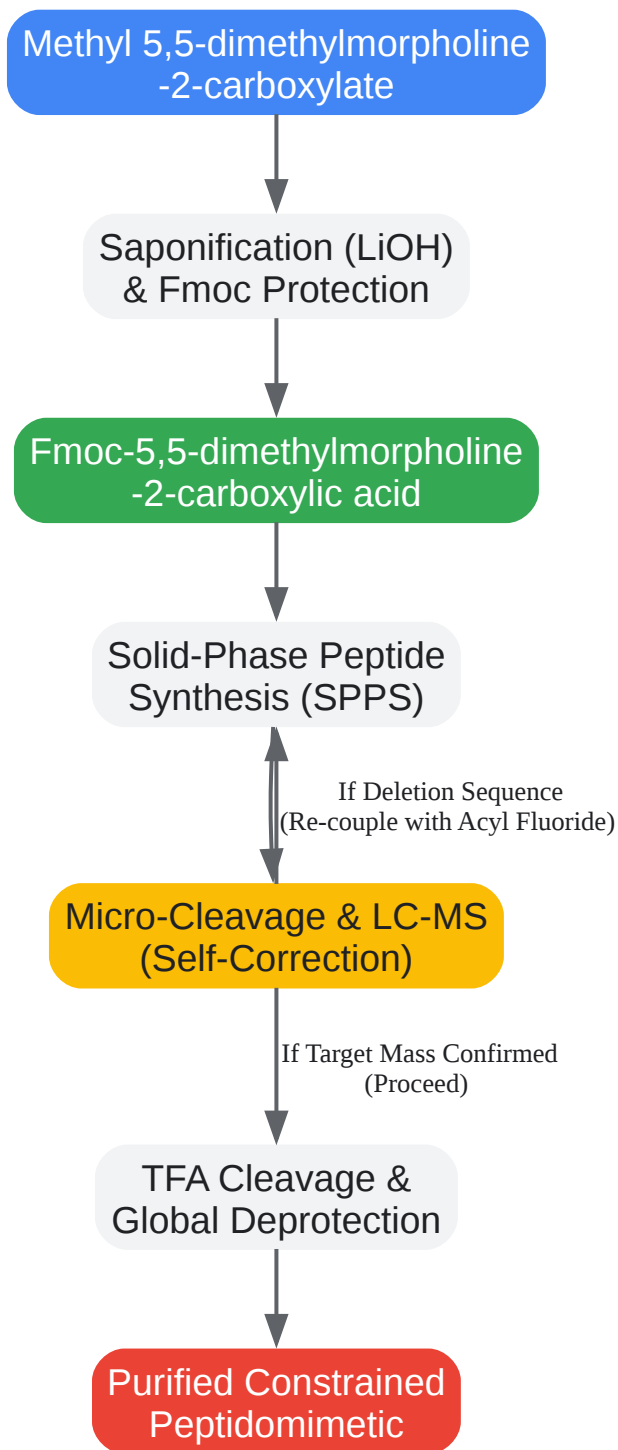 Methyl 5,5-dimethylmorpholine
-2-carboxylate
Saponification (LiOH)
& Fmoc Protection
Fmoc-5,5-dimethylmorpholine
-2-carboxylic acid
Solid-Phase Peptide
Synthesis (SPPS)
If Deletion Sequence
(Re-couple with Acyl Fluoride)
Micro-Cleavage & LC-MS
(Self-Correction)
If Target Mass Confirmed
(Proceed)
TFA Cleavage &
Global Deprotection
Purified Constrained
Peptidomimetic